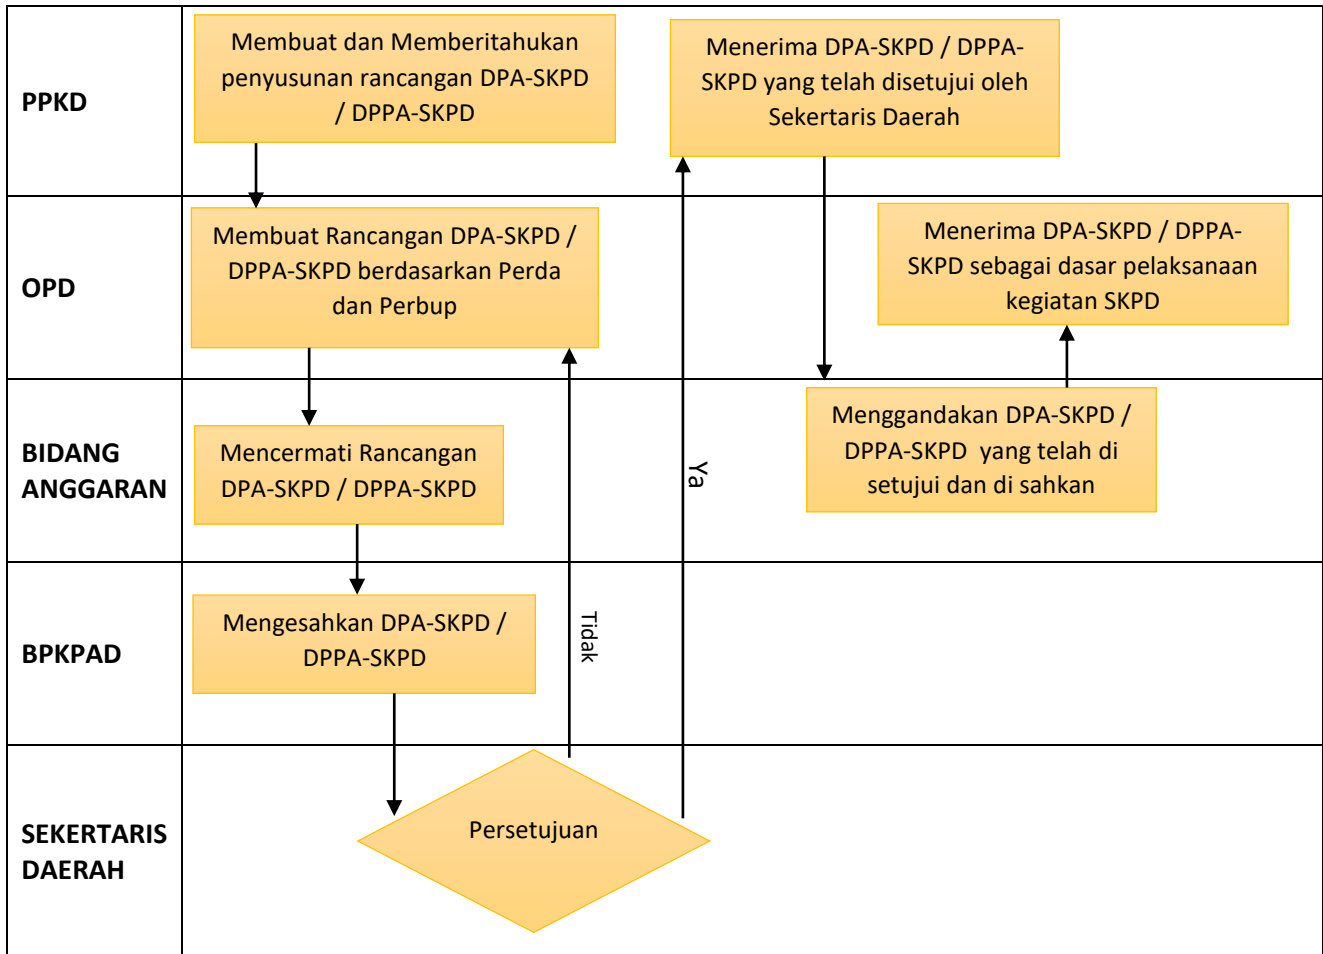 PPKD
Membuat dan Memberitahukan
penyusunan rancangan DPA-SKPD
/ DPPA-SKPD
Menerima DPA-SKPD / DPPA-
SKPD yang telah disetujui oleh
Sekertaris Daerah
OPD
Membuat Rancangan DPA-SKPD /
DPPA-SKPD berdasarkan Perda
dan Perbup
Menerima DPA-SKPD / DPPA-
SKPD sebagai dasar pelaksanaan
kegiatan SKPD
BIDANG
ANGGARAN
Mencermati Rancangan
DPA-SKPD / DPPA-SKPD
Ya
Menggandakan DPA-SKPD /
DPPA-SKPD yang telah di
setujui dan di sahkan
BPKPAD
Mengesahkan DPA-SKPD /
DPPA-SKPD
Tidak
SEKERTARIS
DAERAH
Persetujuan